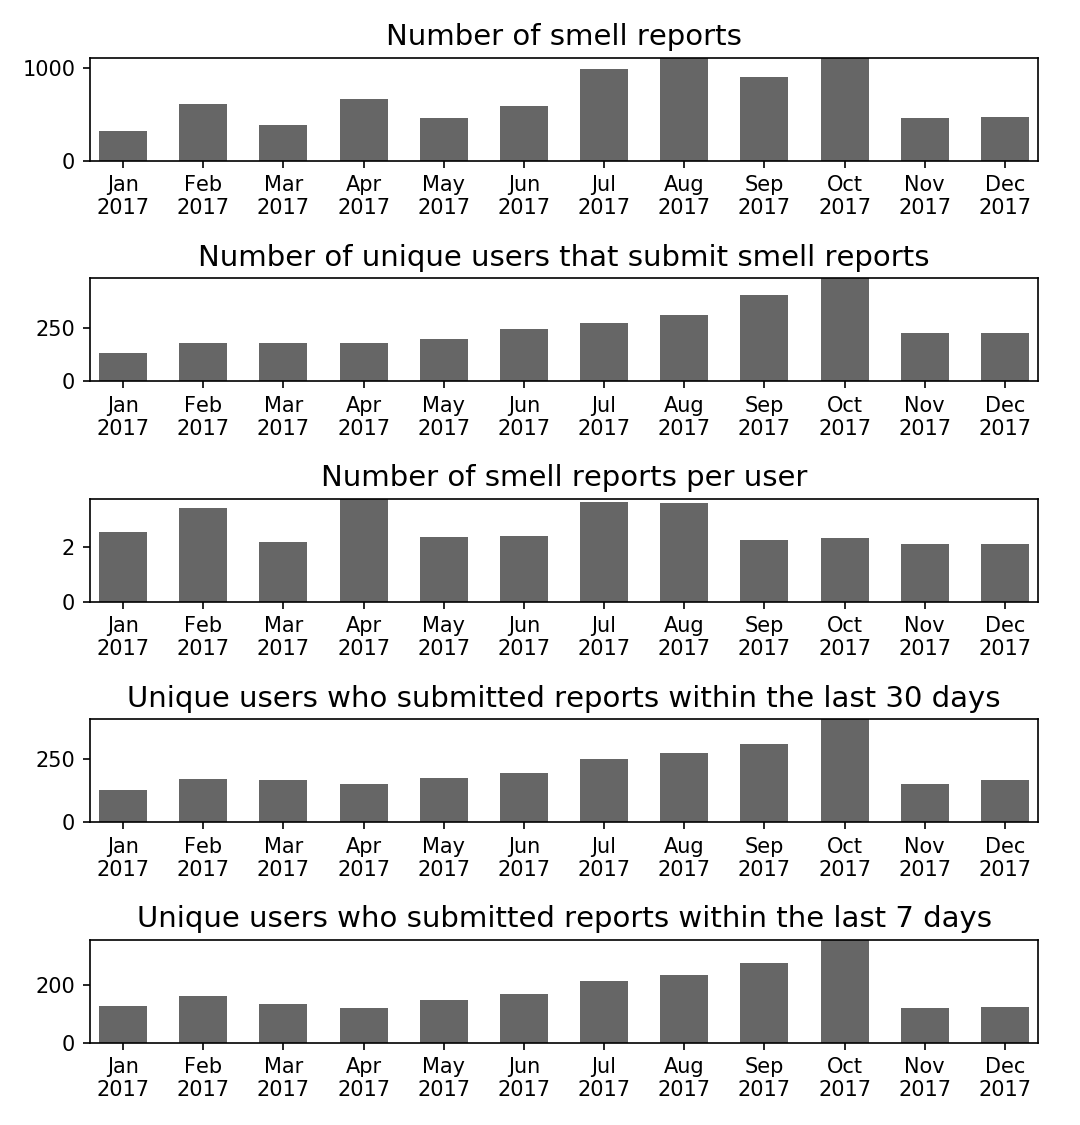 Number of smell reports
1000
0
Jan Feb Mar Apr May Jun Jul Aug Sep Oct Nov Dec
2017 2017 2017 2017 2017 2017 2017 2017 2017 2017 2017 2017
Number of unique users that submit smell reports
250
0
Jan Feb Mar Apr May Jun Jul Aug Sep Oct Nov Dec
2017 2017 2017 2017 2017 2017 2017 2017 2017 2017 2017 2017
Number of smell reports per user
2
0
Jan Feb Mar Apr May Jun Jul Aug Sep Oct Nov Dec
2017 2017 2017 2017 2017 2017 2017 2017 2017 2017 2017 2017
Unique users who submitted reports within the last 30 days
250
0
Jan Feb Mar Apr May Jun Jul Aug Sep Oct Nov Dec
2017 2017 2017 2017 2017 2017 2017 2017 2017 2017 2017 2017
Unique users who submitted reports within the last 7 days
200
0
Jan Feb Mar Apr May Jun Jul Aug Sep Oct Nov Dec
2017 2017 2017 2017 2017 2017 2017 2017 2017 2017 2017 2017